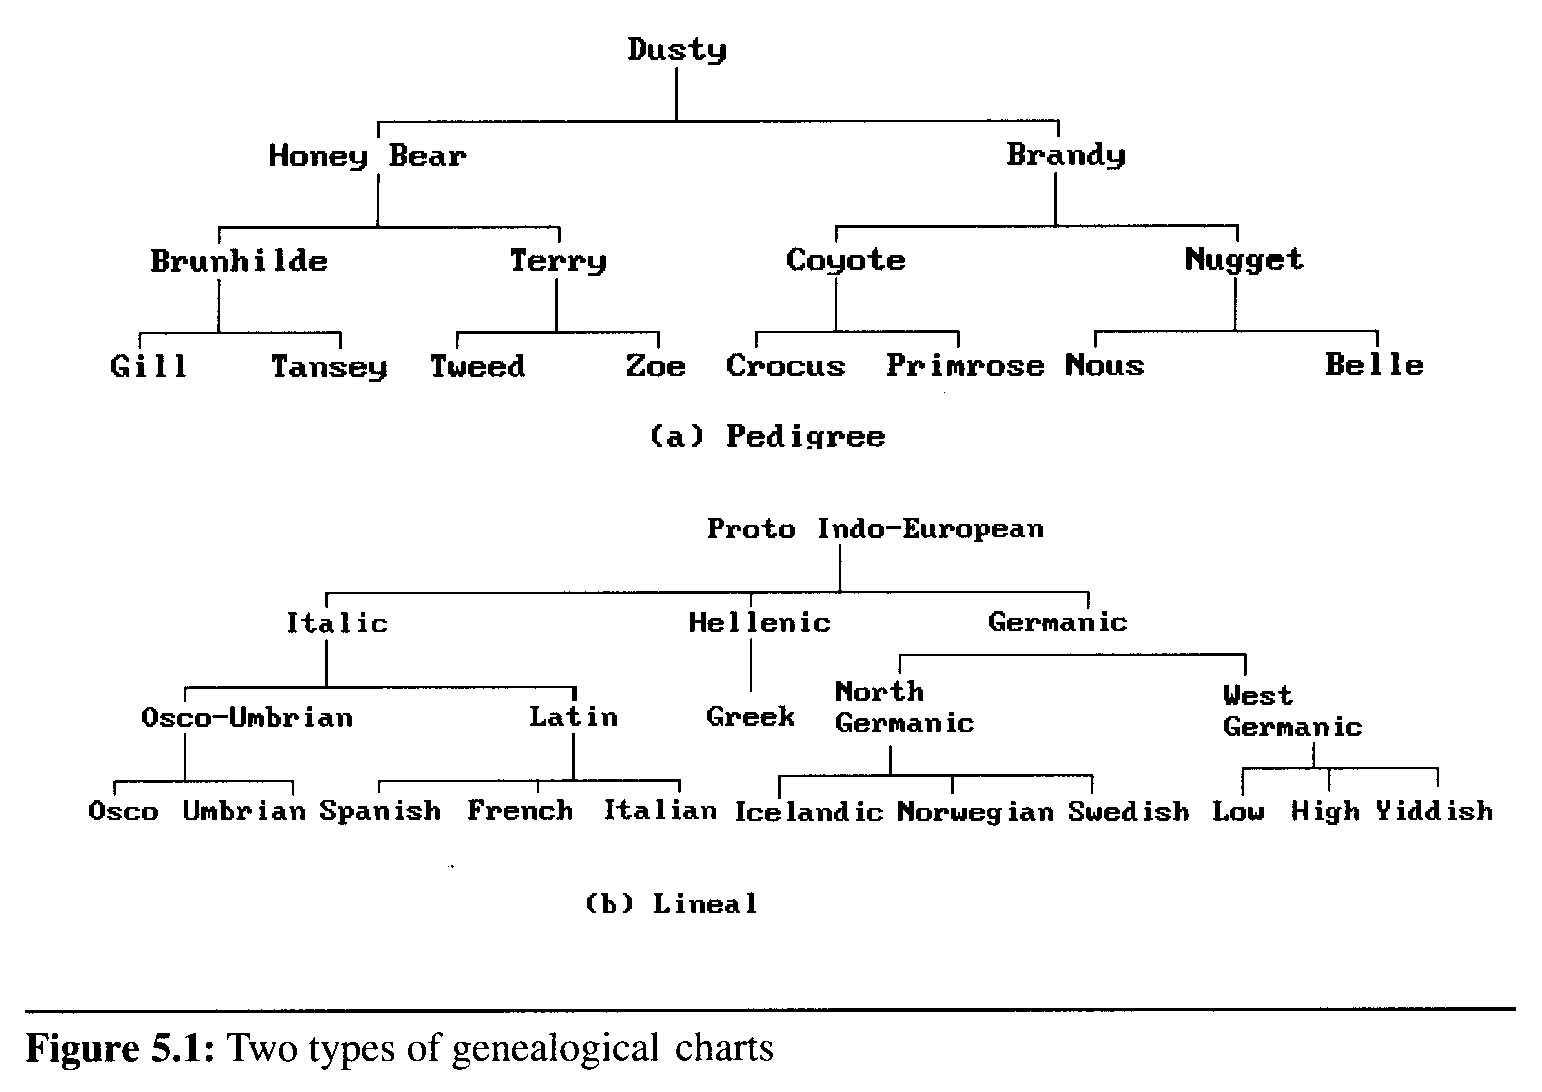 Dusty
Honey Bear Brandy
Brunhilde Terry Coyote Nugget
Gill Tansey Tweed Zoe Crocus Primrose Nous Belle
(a) Pedigree
Proto Indo-European
Italic Hellenic Germanic
Osco-Umbrian Latin Greek North Germanic West Germanic
Osco Umbrian Spanish French Italian Icelandic Norwegian Swedish Low High Yiddish
(b) Lineal
Figure 5.1: Two types of genealogical charts